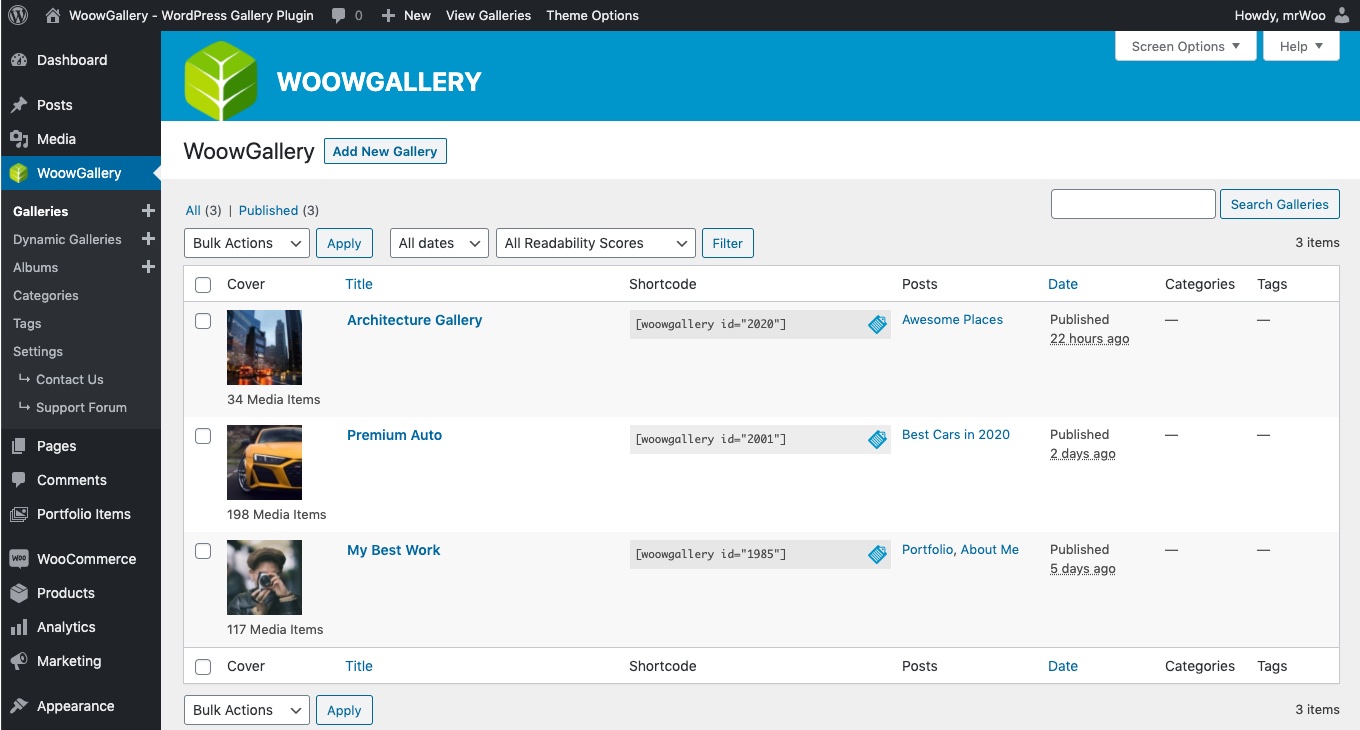 WoowGallery - WordPress Gallery Plugin 0 New View Galleries Theme Options Howdy, mrWoo
Screen Options Help
WOOWGALLERY
Dashboard
Posts
Media
WoowGallery
Galleries
Dynamic Galleries
Albums
Categories
Tags
Settings
Contact Us
Support Forum
Pages
Comments
Portfolio Items
Woo WooCommerce
Products
Analytics
Marketing
Appearance
WoowGallery Add New Gallery
All (3) | Published (3)
Search Galleries
Bulk Actions Apply All dates All Readability Scores Filter 3 items
Cover Title Shortcode Posts Date Categories Tags
Architecture Gallery [woowgallery id="2020"] Awesome Places Published — —
22 hours ago
34 Media Items
Premium Auto [woowgallery id="2001"] Best Cars in 2020 Published — —
2 days ago
198 Media Items
My Best Work [woowgallery id="1985"] Portfolio, About Me Published — —
5 days ago
117 Media Items
Cover Title Shortcode Posts Date Categories Tags
Bulk Actions Apply 3 items